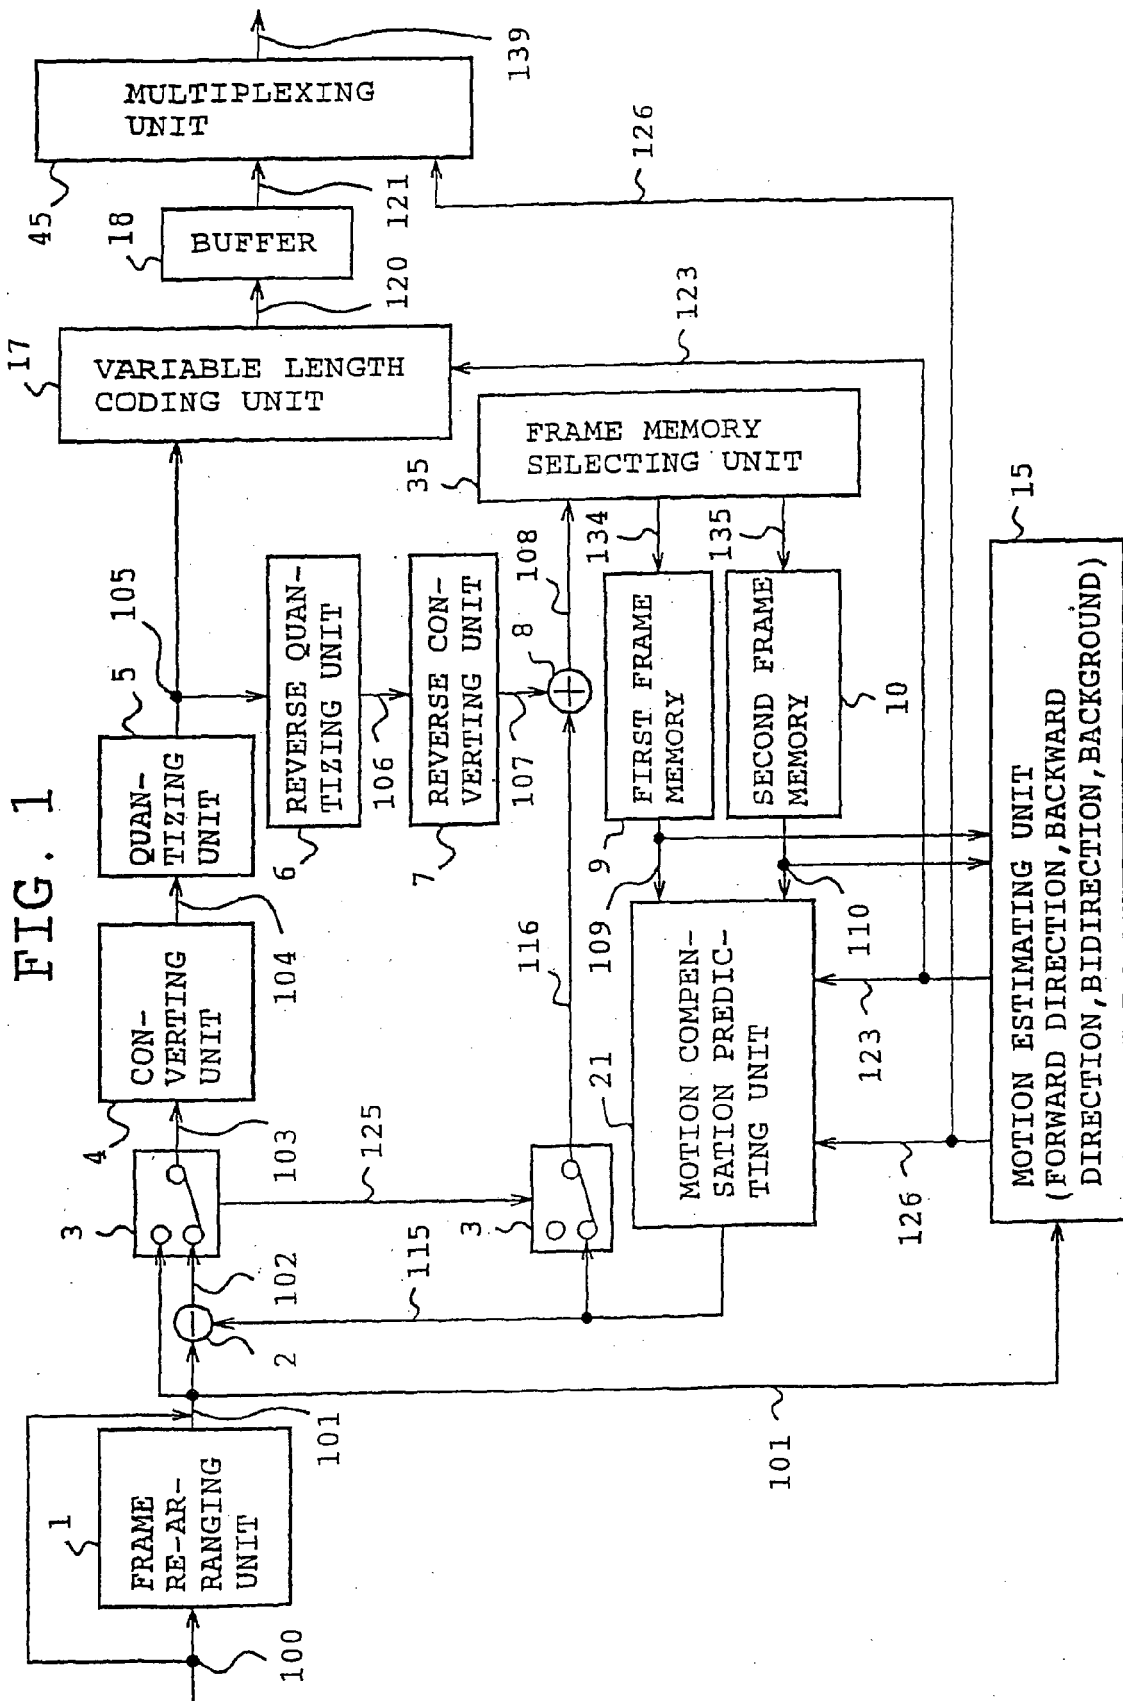 FIG. 1
100
1
FRAME
RE-AR-
RANGING
UNIT
101
101
2
102
3
103
4
CON-
VERTING
UNIT
104
5
QUAN-
TIZING
UNIT
105
17
VARIABLE LENGTH
CODING UNIT
120
18
BUFFER
121
45
MULTIPLEXING
UNIT
139
125
6
REVERSE QUAN-
TIZING UNIT
106
7
REVERSE CON-
VERTING UNIT
107
8
108
35
FRAME MEMORY
SELECTING UNIT
134
135
123
126
115
3
116
9
FIRST FRAME
MEMORY
109
SECOND FRAME
MEMORY
10
110
21
MOTION COMPEN-
SATION PREDIC-
TING UNIT
126
123
15
MOTION ESTIMATING UNIT
(FORWARD DIRECTION,BACKWARD
DIRECTION,BIDIRECTION,BACKGROUND)